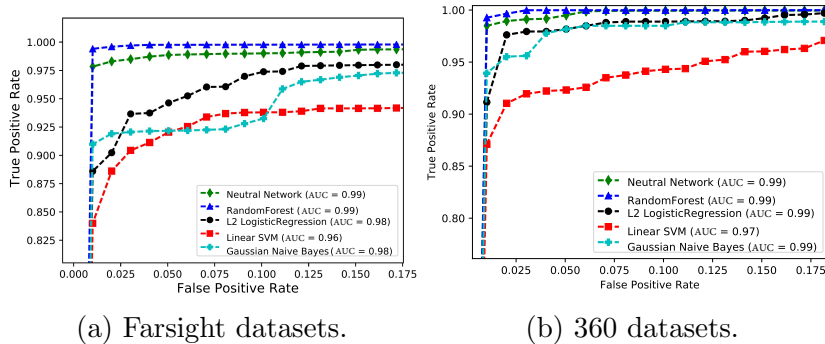 1.000
0.975
0.950
0.925
0.900
0.875
0.850
0.825
True Positive Rate
0.000 0.025 0.050 0.075 0.100 0.125 0.150 0.175
False Positive Rate
Neutral Network (AUC = 0.99)
RandomForest (AUC = 0.99)
L2 LogisticRegression (AUC = 0.98)
Linear SVM (AUC = 0.96)
Gaussian Naive Bayes (AUC = 0.98)
(a) Farsight datasets.
1.00
0.95
0.90
0.85
0.80
True Positive Rate
0.025 0.050 0.075 0.100 0.125 0.150 0.175
False Positive Rate
Neutral Network (AUC = 0.99)
RandomForest (AUC = 0.99)
L2 LogisticRegression (AUC = 0.99)
Linear SVM (AUC = 0.97)
Gaussian Naive Bayes (AUC = 0.99)
(b) 360 datasets.